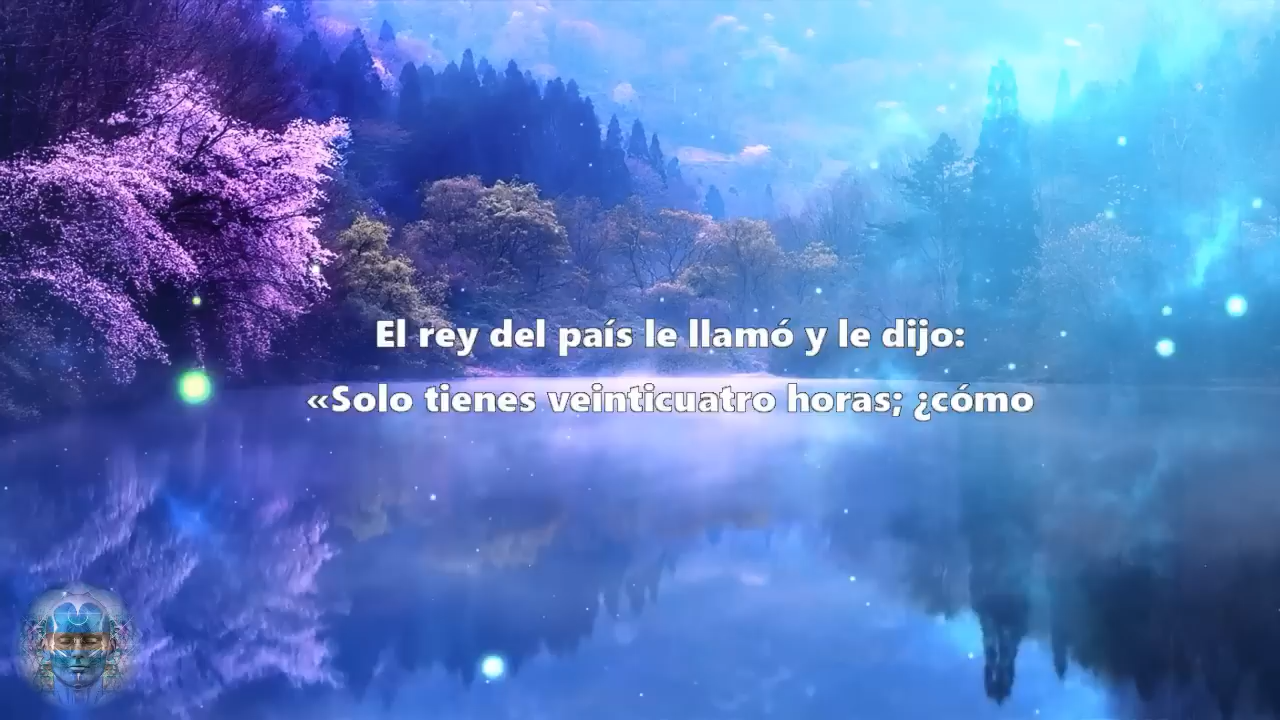 El rey del país le llamó y le dijo:
«Solo tienes veinticuatro horas; ¿cómo